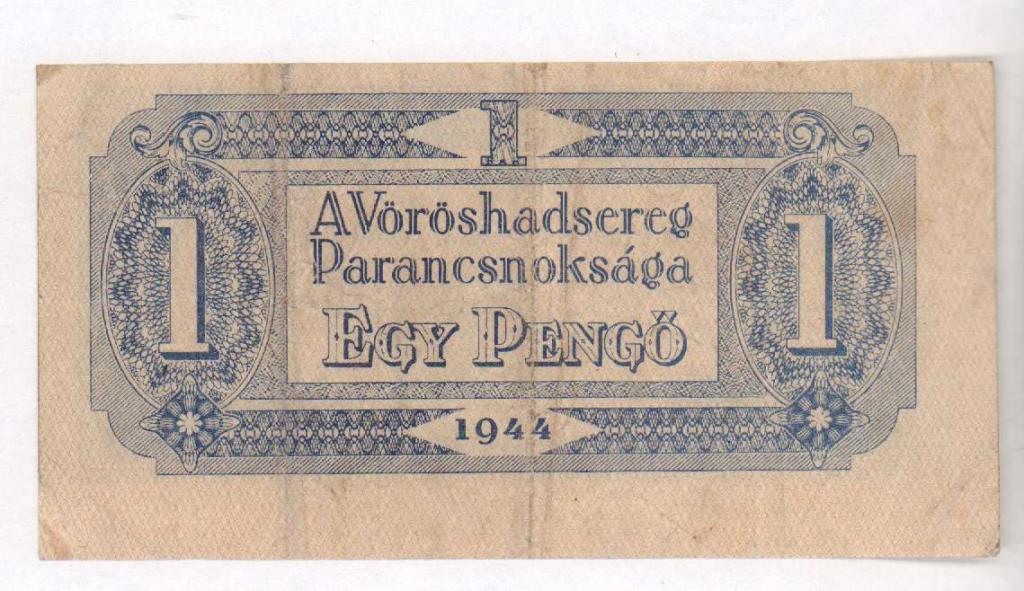 1
A Vöröshadsereg
Parancsnoksága
1 1
EGY PENGŐ
1944